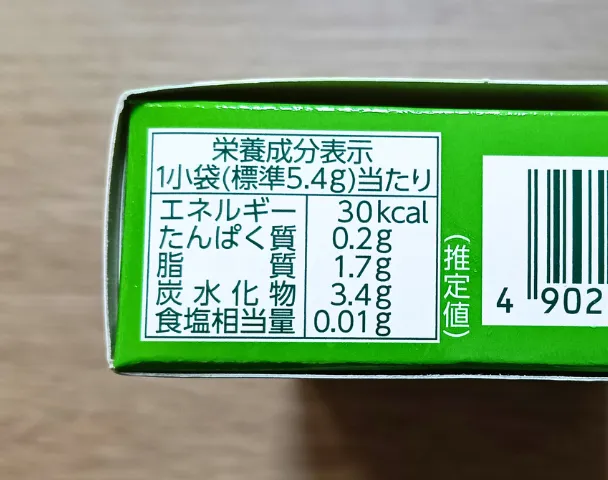 栄養成分表示
1小袋(標準5.4g)当たり
エネルギー 30kcal
たんぱく質 0.2g
脂質 1.7g
炭水化物 3.4g
食塩相当量 0.01g
(推定値)
4 902